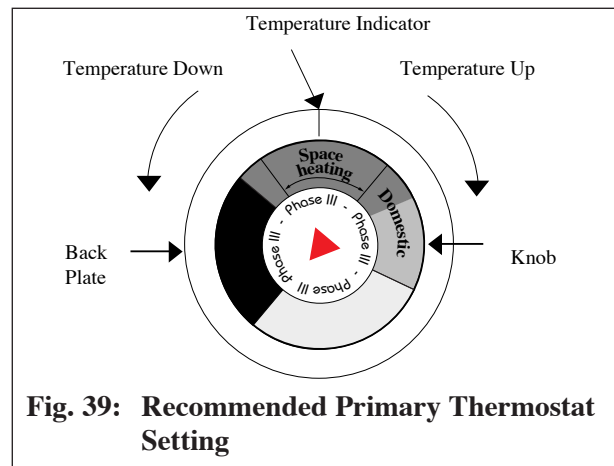 Temperature Indicator
Temperature Down
Temperature Up
Space
heating
Domestic
Phase III - Phase III - Phase III - Phase III -
Back
Plate
Knob
Fig. 39: Recommended Primary Thermostat
Setting